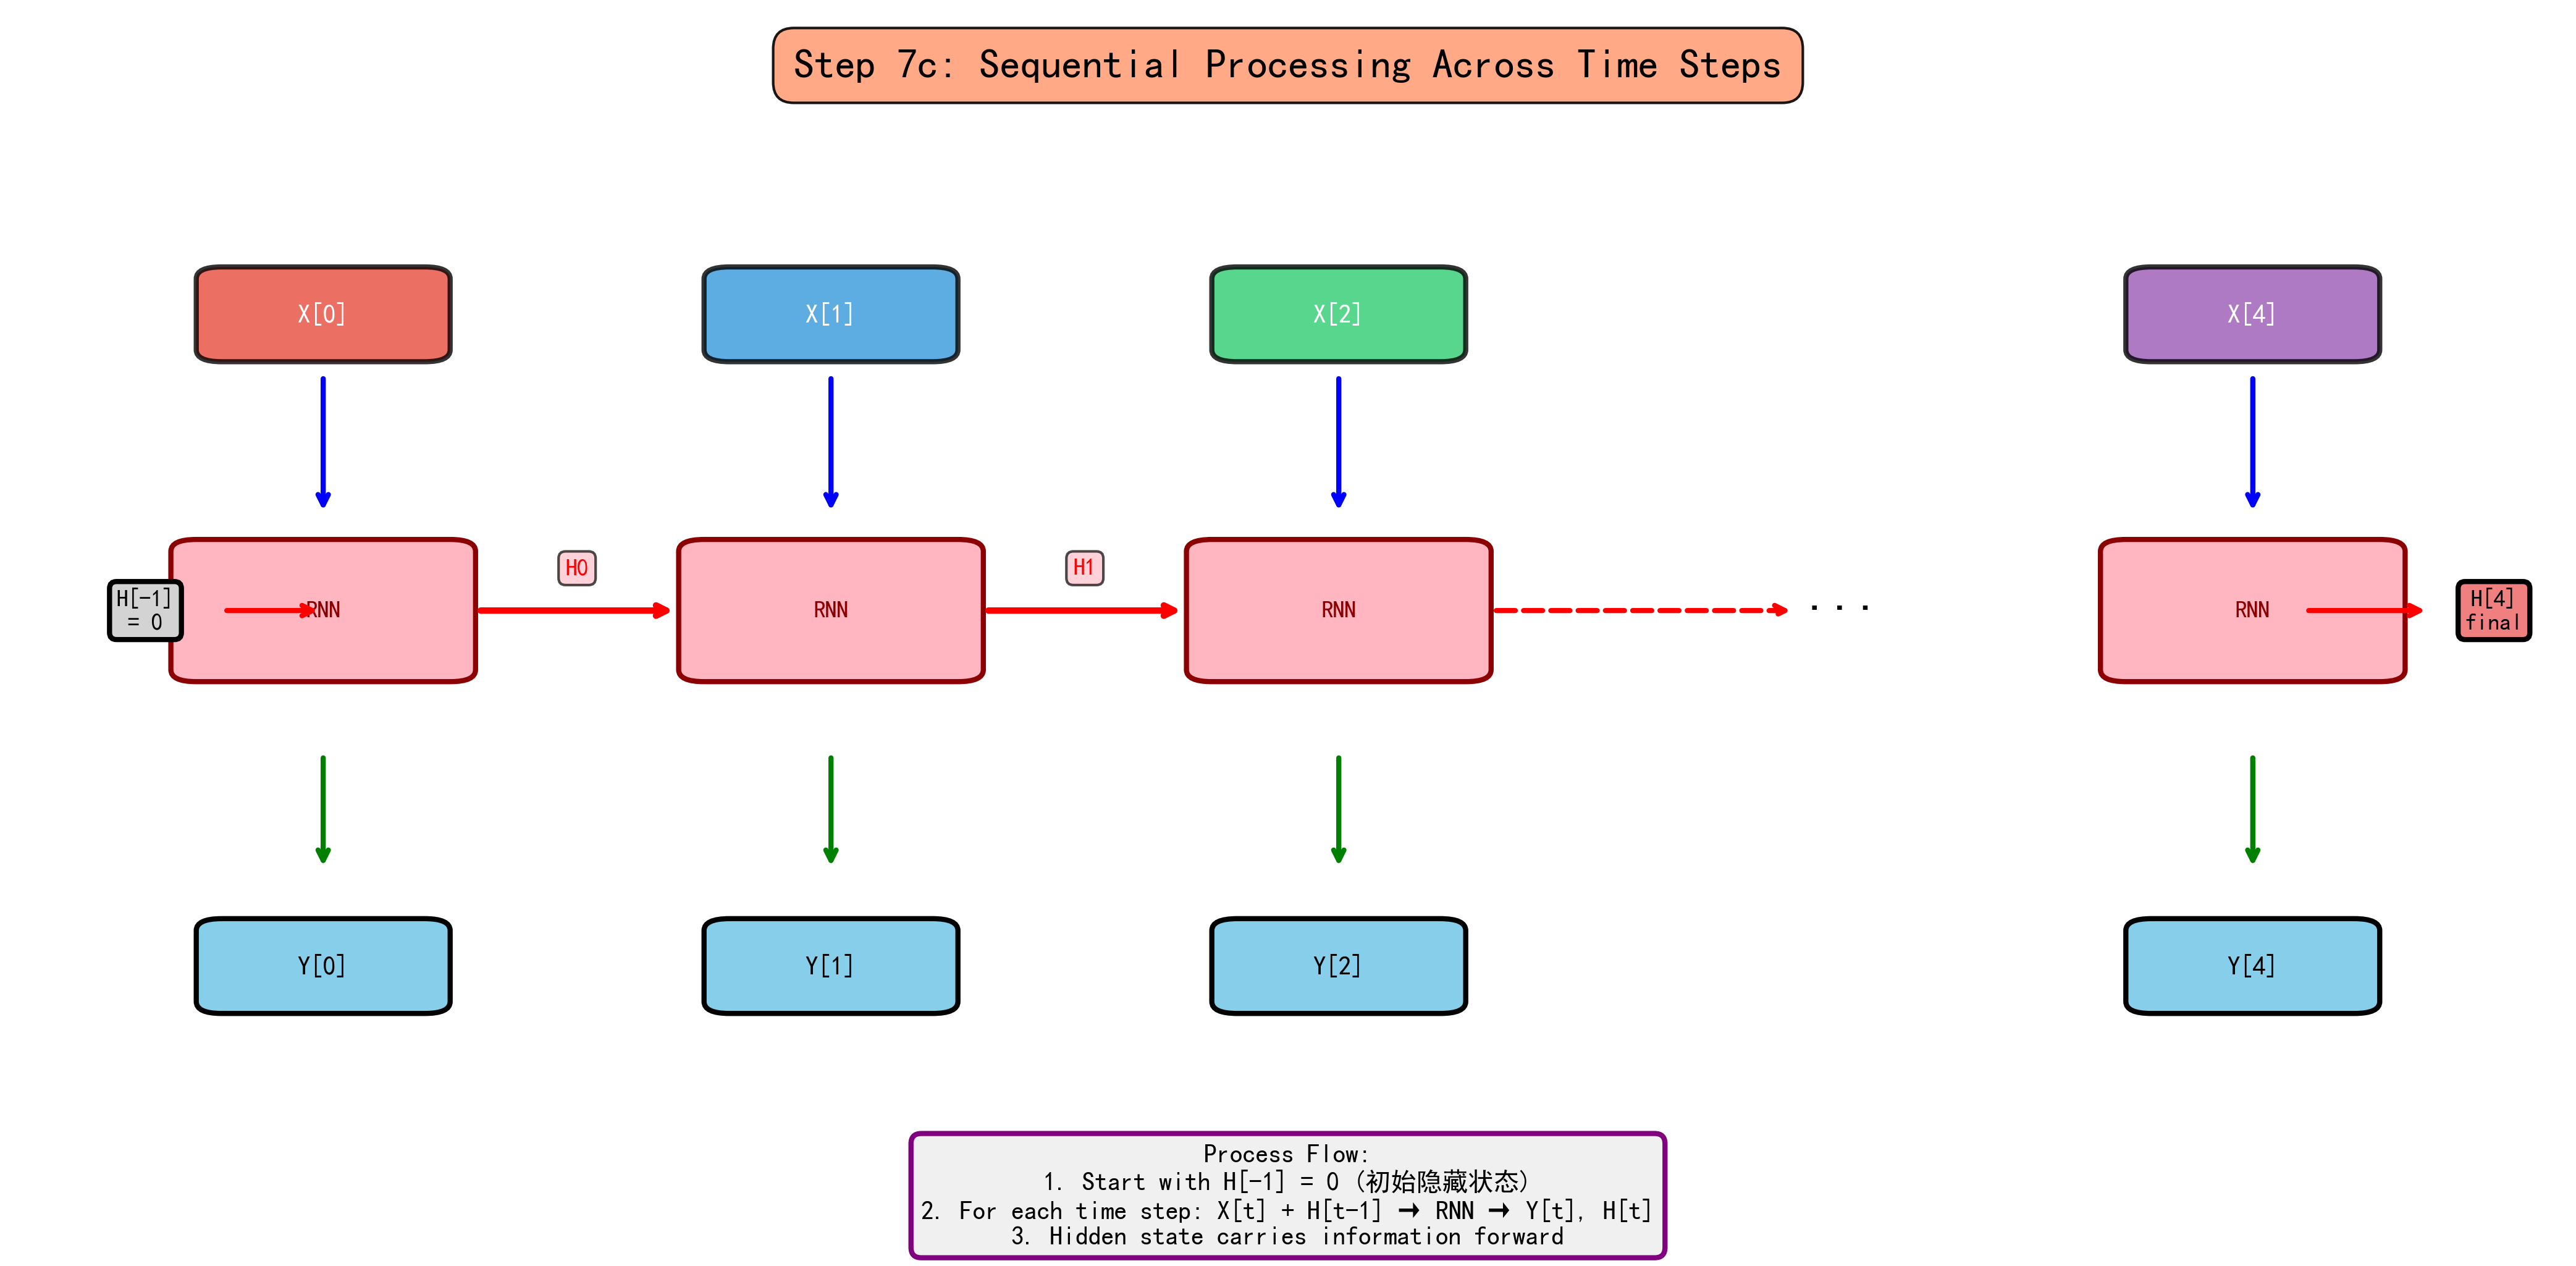 Step 7c: Sequential Processing Across Time Steps
X[0]
X[1]
X[2]
X[4]
H[-1]
= 0
RNN
H0
RNN
H1
RNN
...
RNN
H[4]
final
Y[0]
Y[1]
Y[2]
Y[4]
Process Flow:
1. Start with H[-1] = 0 (初始隐藏状态)
2. For each time step: X[t] + H[t-1] → RNN → Y[t], H[t]
3. Hidden state carries information forward